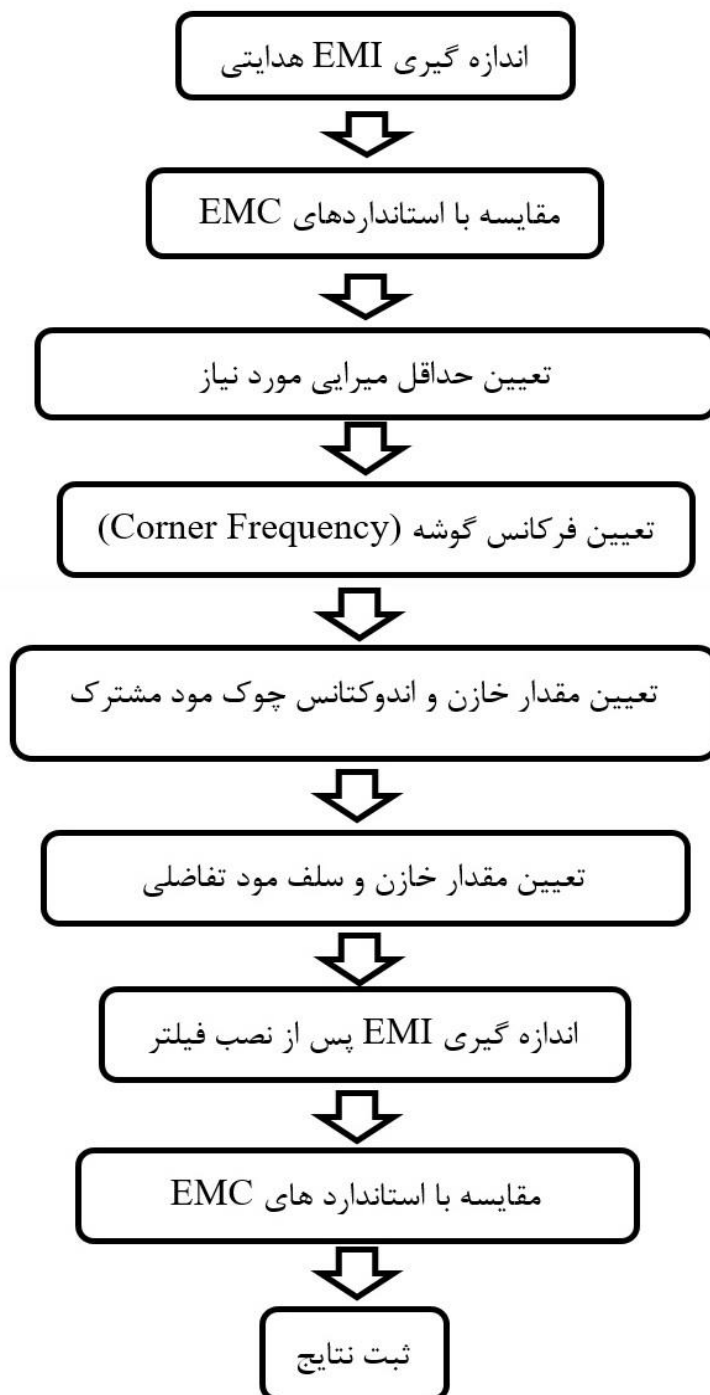 اندازه گیری EMI هدایتی
مقایسه با استانداردهای EMC
تعیین حداقل میرایی مورد نیاز
تعیین فرکانس گوشه (Corner Frequency)
تعیین مقدار خازن و اندوکتانس چوک مود مشترک
تعیین مقدار خازن و سلف مود تفاضلی
اندازه گیری EMI پس از نصب فیلتر
مقایسه با استاندارد های EMC
ثبت نتایج